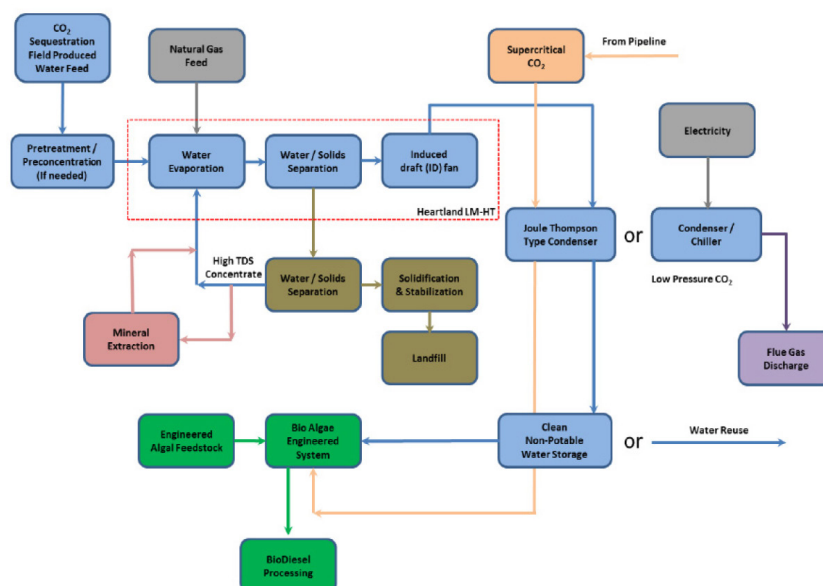 CO₂
Sequestration
Field Produced
Water Feed
Natural Gas
Feed
Supercritical
CO₂
From Pipeline
Pretreatment /
Preconcentration
(If needed)
Water
Evaporation
Water / Solids
Separation
Induced
draft (ID) fan
Electricity
Heartland LM-HT
Joule Thompson
Type Condenser
or
Condenser /
Chiller
High TDS
Concentrate
Water / Solids
Separation
Solidification
& Stabilization
Low Pressure CO₂
Mineral
Extraction
Landfill
Flue Gas
Discharge
Engineered
Algal Feedstock
Bio Algae
Engineered
System
Clean
Non-Potable
Water Storage
or
Water Reuse
BioDiesel
Processing